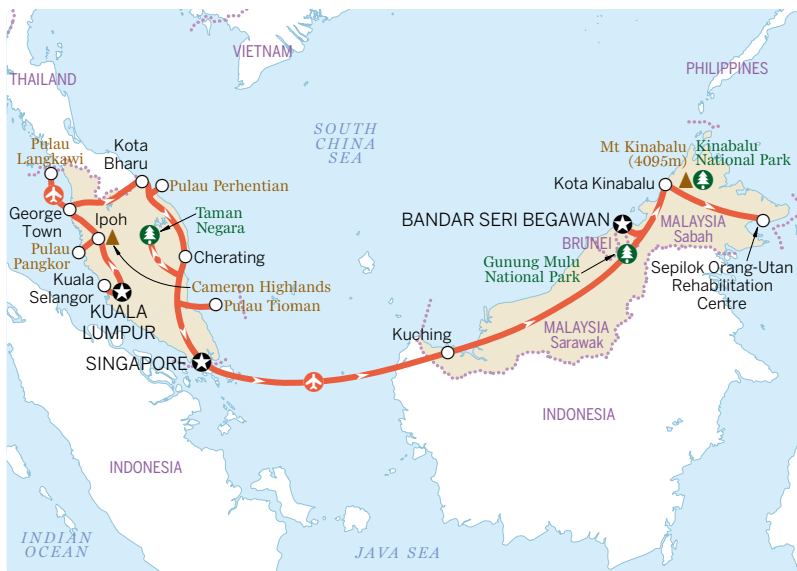 VIETNAM
THAILAND
PHILIPPINES
SOUTH
CHINA
SEA
Pulau
Langkawi
Kota
Bharu
Pulau Perhentian
George
Town
Ipoh
Taman
Negara
Pulau
Pangkor
Cherating
Kuala
Selangor
Cameron Highlands
Pulau Tioman
KUALA
LUMPUR
SINGAPORE
Mt Kinabalu
(4095m)
Kinabalu
National Park
Kota Kinabalu
BANDAR SERI BEGAWAN
MALAYSIA
Sabah
BRUNEI
Gunung Mulu
National Park
Sepilok Orang-Utan
Rehabilitation
Centre
Kuching
MALAYSIA
Sarawak
INDONESIA
INDONESIA
INDIAN
OCEAN
JAVA SEA